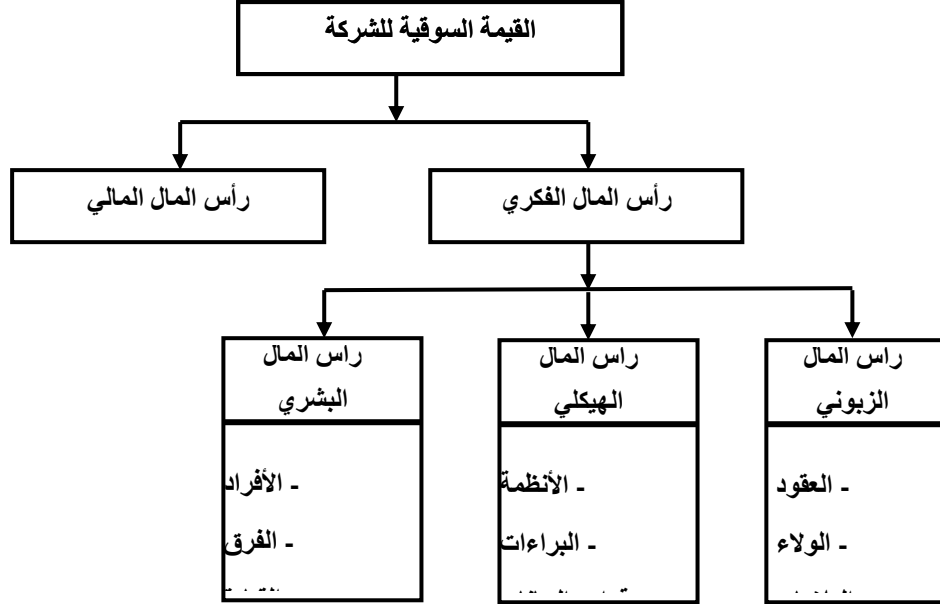 القيمة السوقية للشركة
رأس المال الفكري
رأس المال المالي
راس المال
الزبوني
- العقود
- الولاء
راس المال
الهيكلي
- الأنظمة
- البراءات
راس المال
البشري
- الأفراد
- الفرق